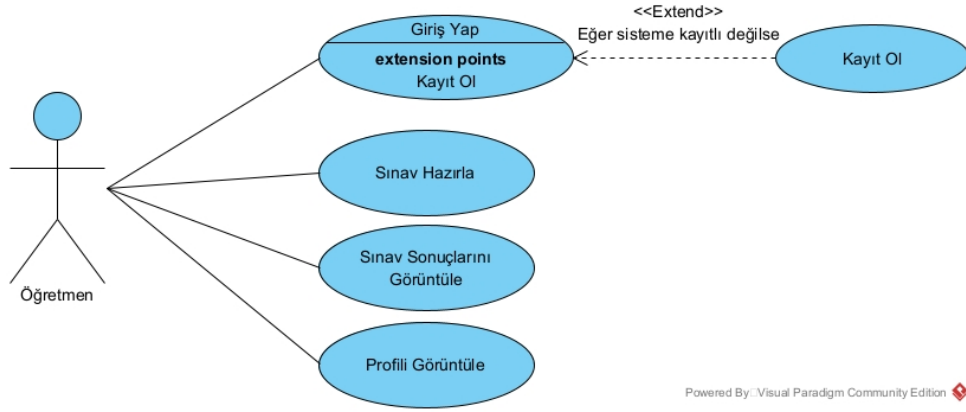 <<Extend>>
Giriş Yap
Eğer sisteme kayıtlı değilse
extension points
Kayıt Ol
Kayıt Ol
Sınav Hazırla
Sınav Sonuçlarını
Görüntüle
Öğretmen
Profili Görüntüle
Powered By Visual Paradigm Community Edition